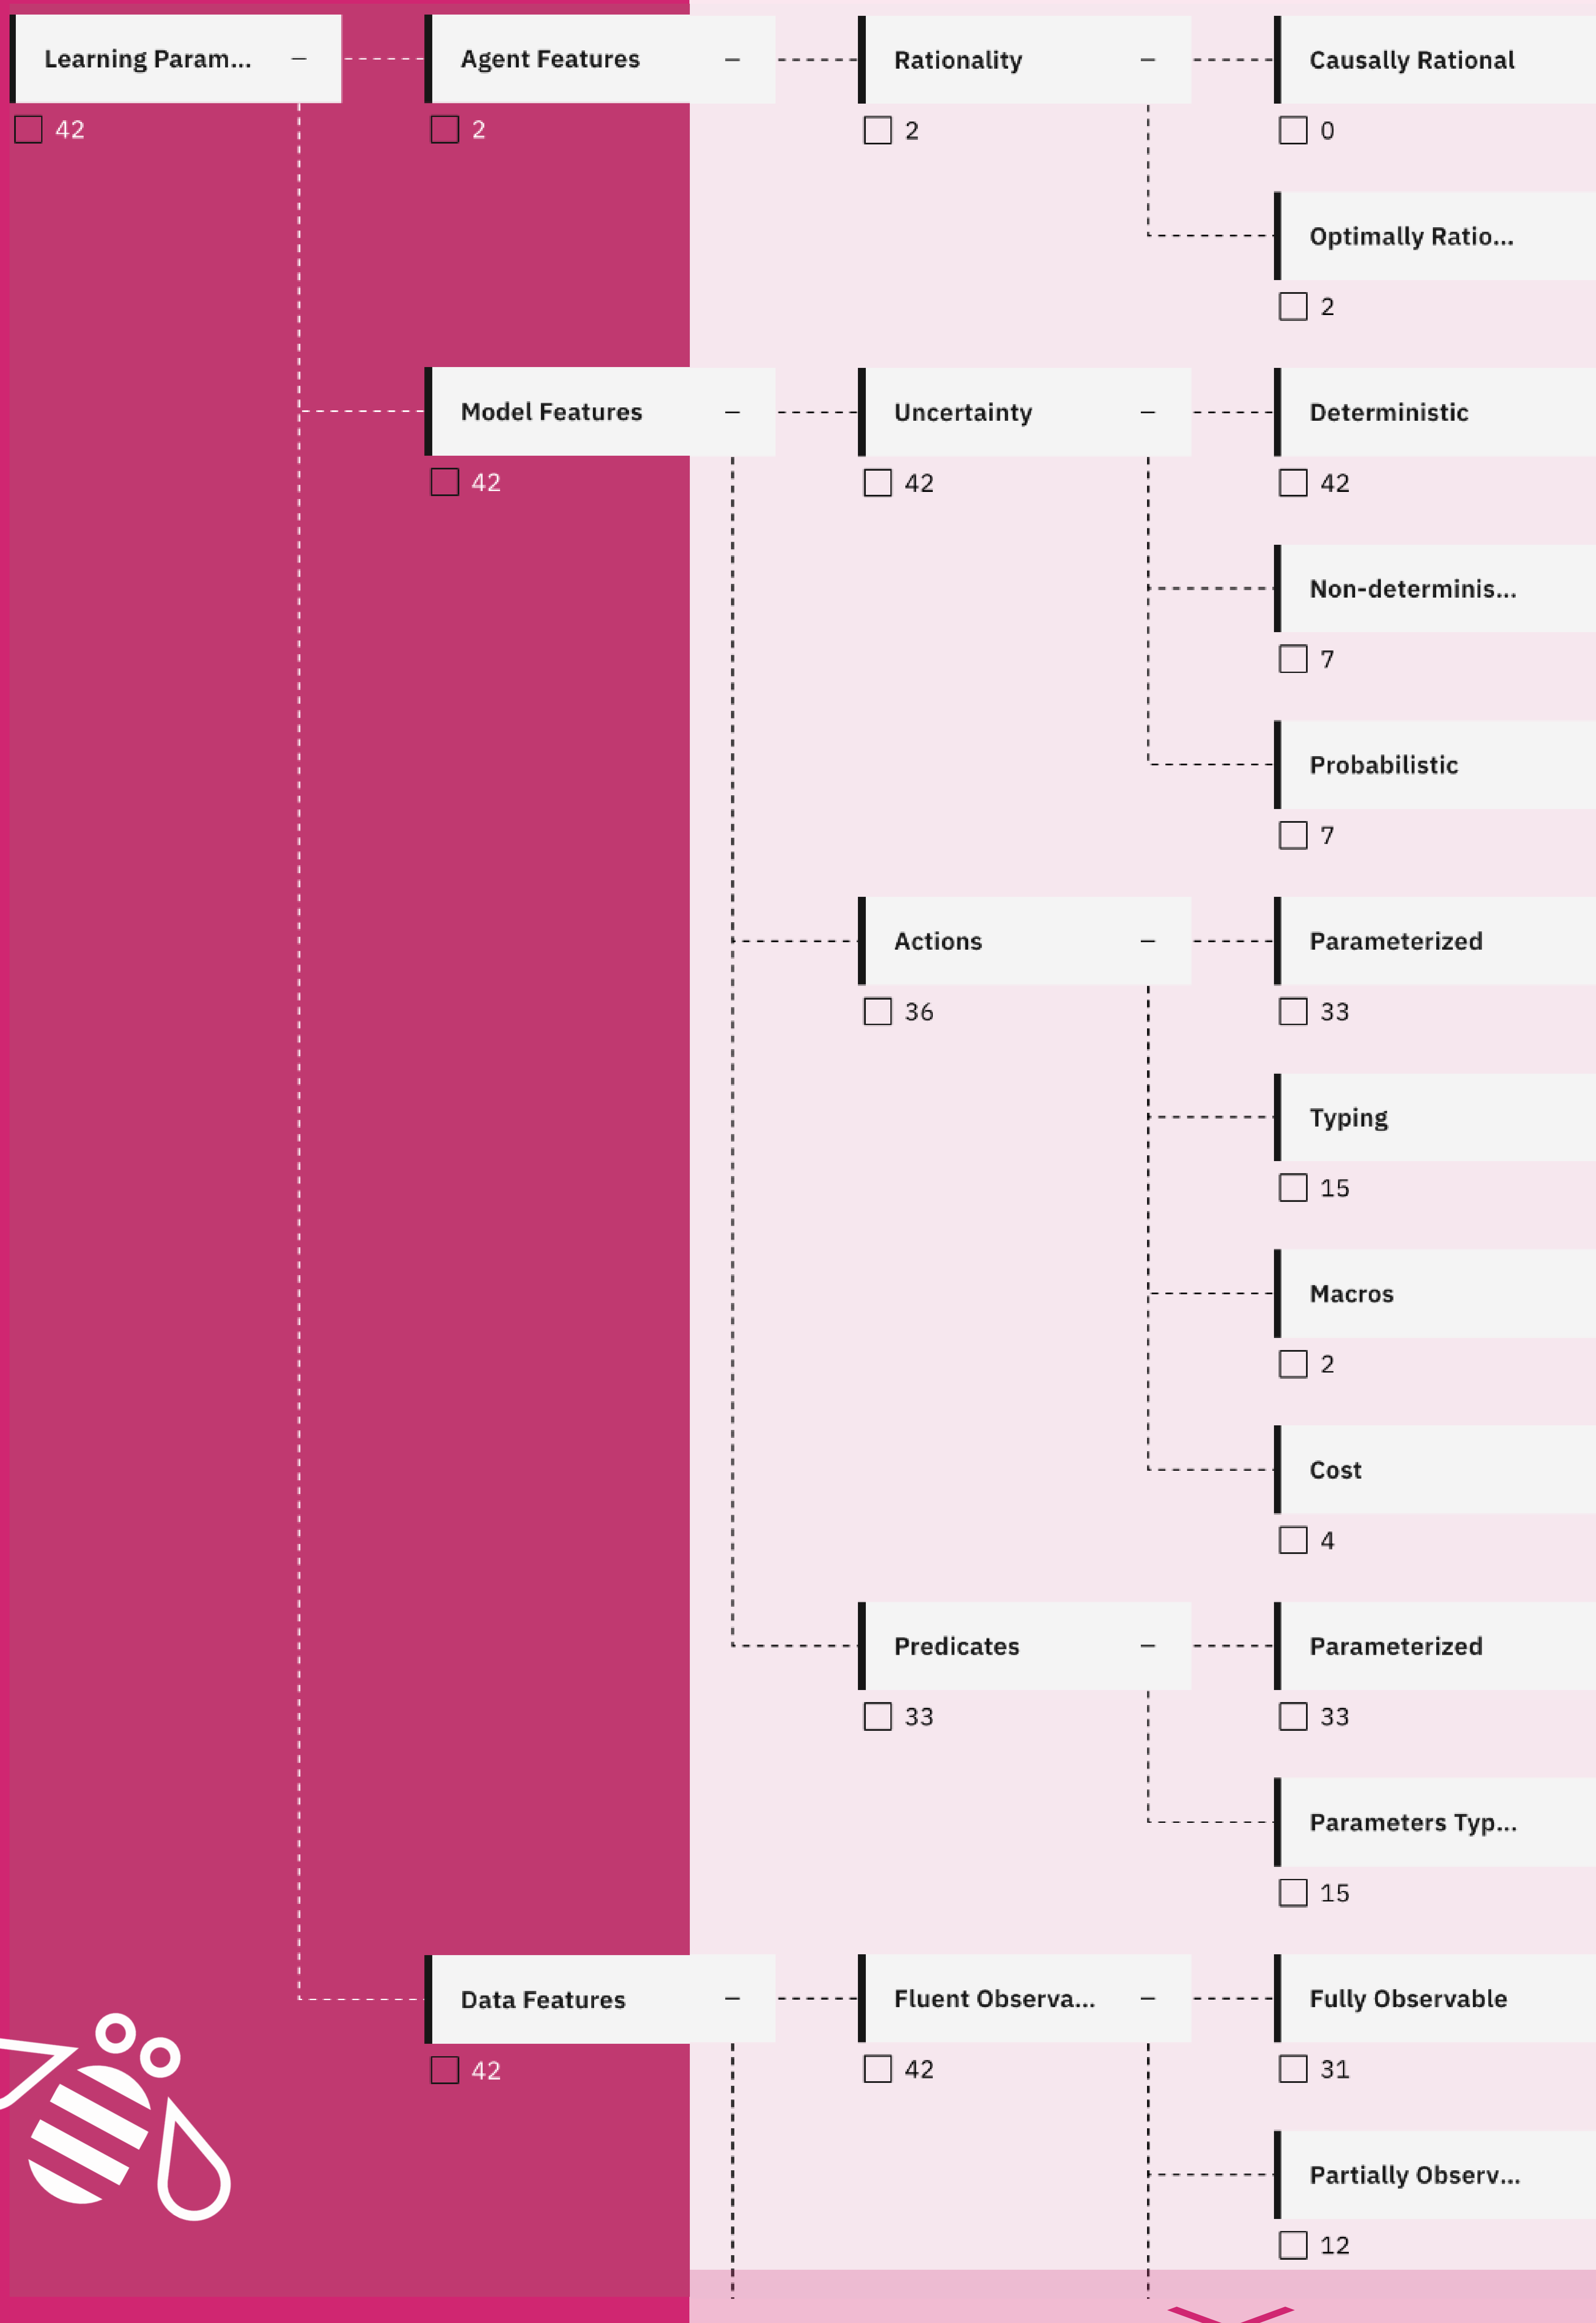 Learning Param...
42
Agent Features
2
Rationality
2
Causally Rational
0
Optimally Ratio...
2
Model Features
42
Uncertainty
42
Deterministic
42
Non-determinis...
7
Probabilistic
7
Actions
36
Parameterized
33
Typing
15
Macros
2
Cost
4
Predicates
33
Parameterized
33
Parameters Typ...
15
Data Features
42
Fluent Observa...
42
Fully Observable
31
Partially Observ...
12